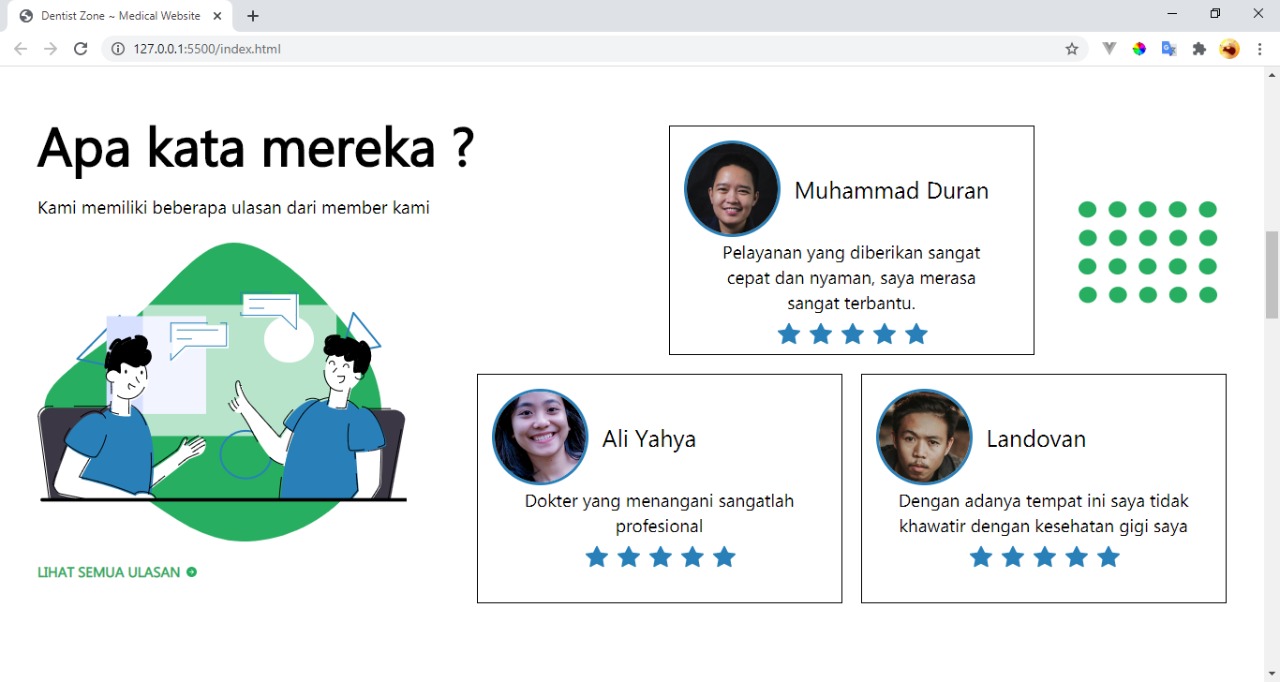 Dentist Zone ~ Medical Website
127.0.0.1:5500/index.html
Apa kata mereka ?
Kami memiliki beberapa ulasan dari member kami
LIHAT SEMUA ULASAN
Muhammad Duran
Pelayanan yang diberikan sangat
cepat dan nyaman, saya merasa
sangat terbantu.
Ali Yahya
Dokter yang menangani sangatlah
profesional
Landovan
Dengan adanya tempat ini saya tidak
khawatir dengan kesehatan gigi saya